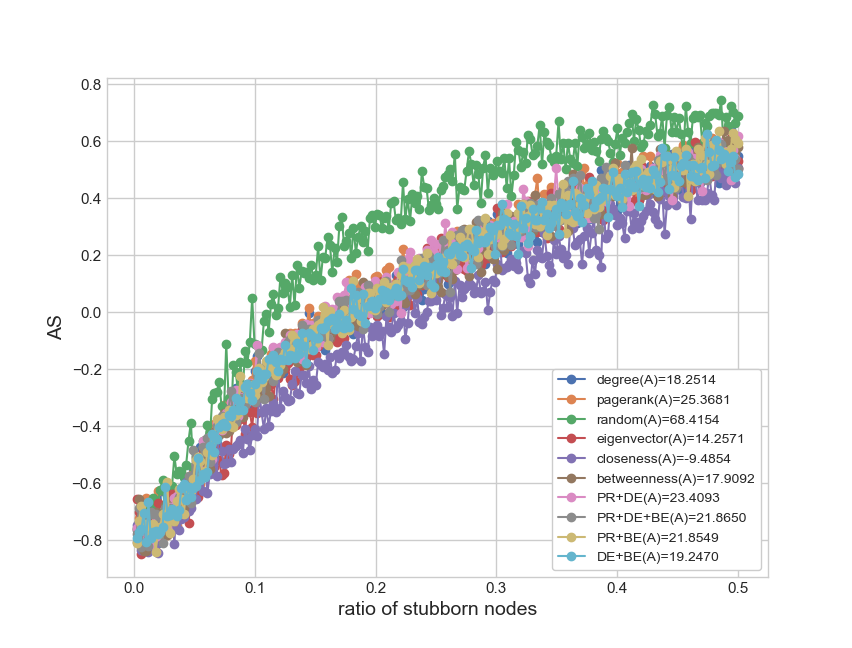 0.8
0.6
0.4
0.2
0.0
−0.2
−0.4
−0.6
−0.8
AS
0.0 0.1 0.2 0.3 0.4 0.5
ratio of stubborn nodes
degree(A)=18.2514
pagerank(A)=25.3681
random(A)=68.4154
eigenvector(A)=14.2571
closeness(A)=-9.4854
betweenness(A)=17.9092
PR+DE(A)=23.4093
PR+DE+BE(A)=21.8650
PR+BE(A)=21.8549
DE+BE(A)=19.2470